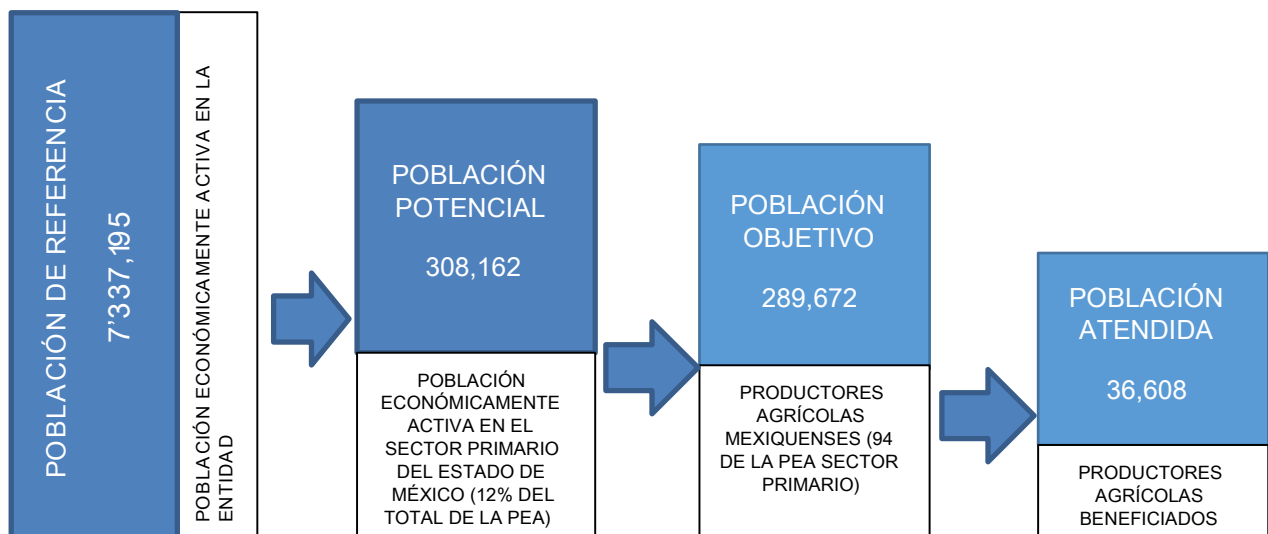 POBLACIÓN DE REFERENCIA
7’337,195
POBLACIÓN ECONÓMICAMENTE ACTIVA EN LA
ENTIDAD
POBLACIÓN
POTENCIAL
308,162
POBLACIÓN
ECONÓMICAMENTE
ACTIVA EN EL
SECTOR PRIMARIO
DEL ESTADO DE
MÉXICO (12% DEL
TOTAL DE LA PEA)
POBLACIÓN
OBJETIVO
289,672
PRODUCTORES
AGRÍCOLAS
MEXIQUENSES (94
DE LA PEA SECTOR
PRIMARIO)
POBLACIÓN
ATENDIDA
36,608
PRODUCTORES
AGRÍCOLAS
BENEFICIADOS